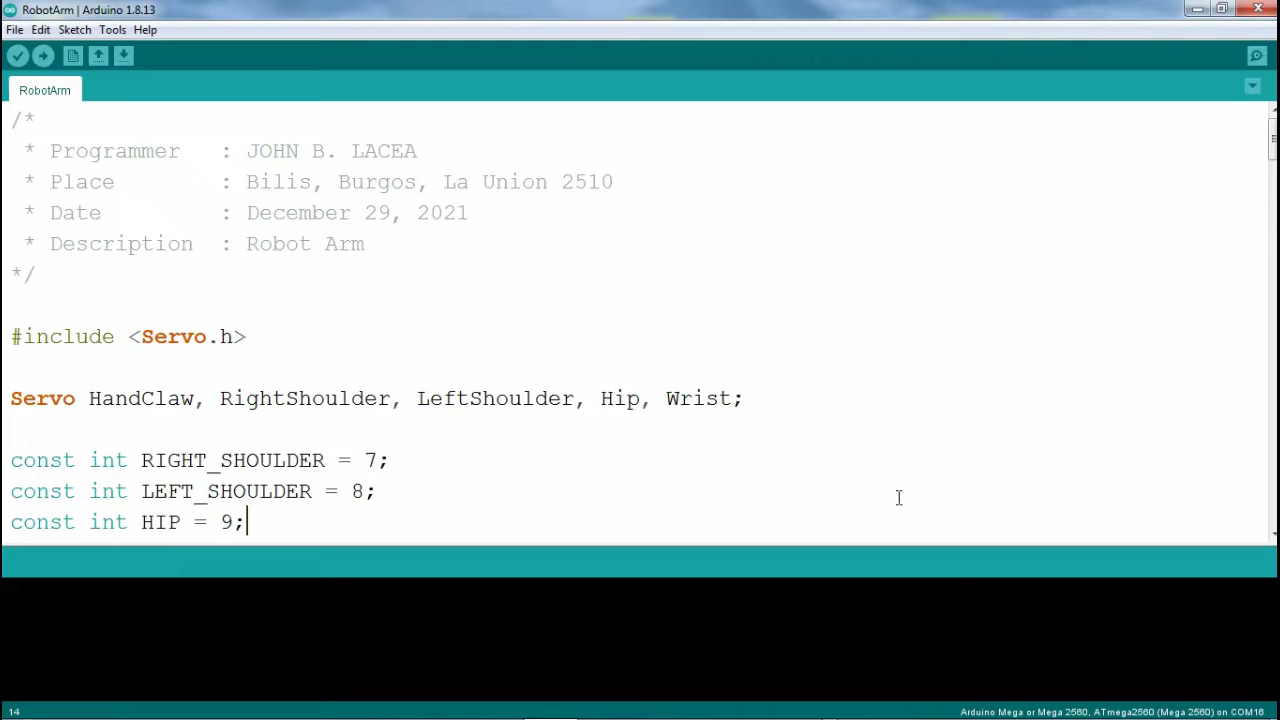 RobotArm | Arduino 1.8.13
File Edit Sketch Tools Help
RobotArm
/*
* Programmer : JOHN B. LACEA
* Place : Bilis, Burgos, La Union 2510
* Date : December 29, 2021
* Description : Robot Arm
*/
#include <Servo.h>
Servo HandClaw, RightShoulder, LeftShoulder, Hip, Wrist;
const int RIGHT_SHOULDER = 7;
const int LEFT_SHOULDER = 8;
const int HIP = 9;
14 Arduino Mega or Mega 2560, ATmega2560 (Mega 2560) on COM16